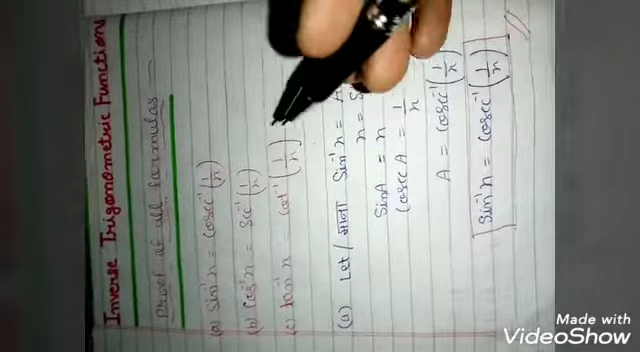 Inverse Trigonometric Functions
Proof of all formulas
(a) Sin⁻¹x = Cosec⁻¹(1/x)
(b) Cos⁻¹x = Sec⁻¹(1/x)
(c) tan⁻¹x = Cot⁻¹(1/x)
(a) Let / माना Sin⁻¹x = A
x = S
SinA = x
Cosec A = 1/x
A = Cosec⁻¹(1/x)
Sin⁻¹x = Cosec⁻¹(1/x)
Made with
VideoShow